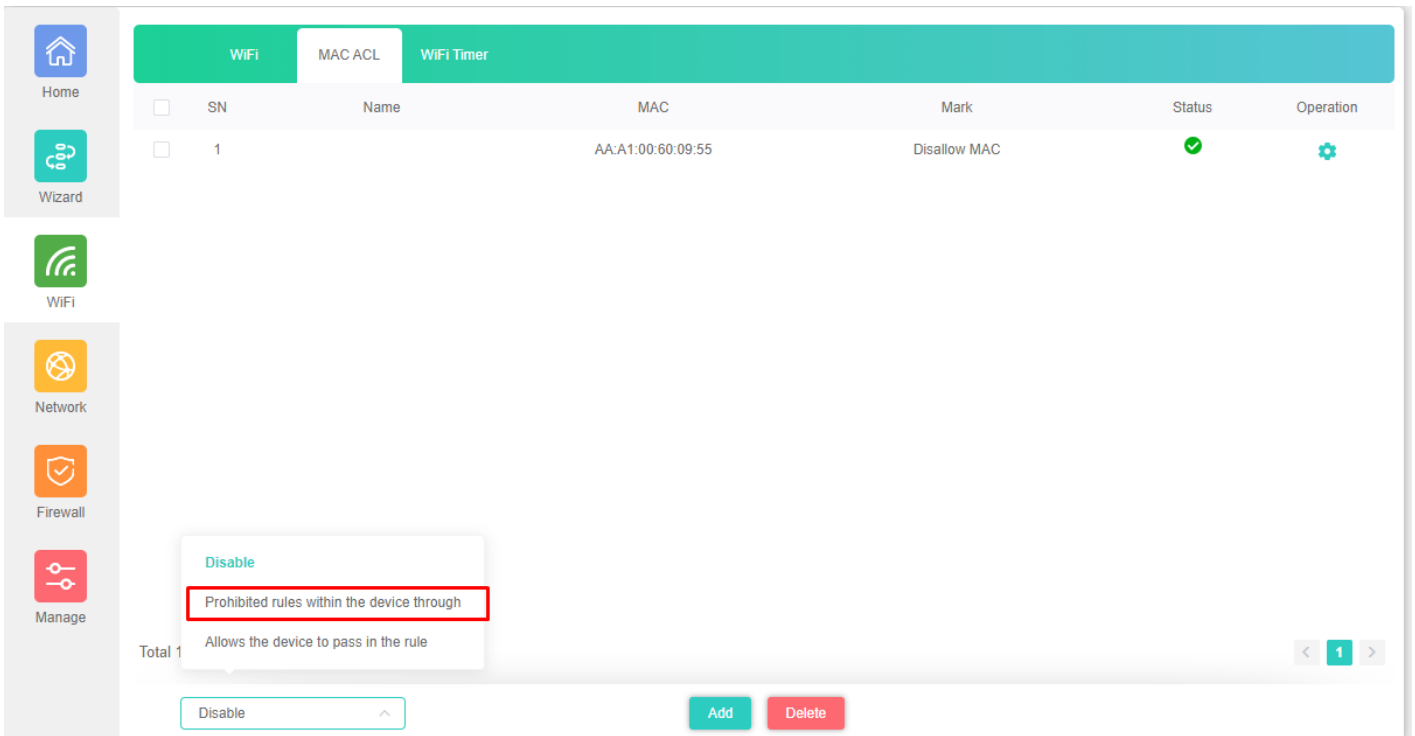 Home
Wizard
WiFi
Network
Firewall
Manage
WiFi MAC ACL WiFi Timer
SN Name MAC Mark Status Operation
1 AA:A1:00:60:09:55 Disallow MAC
Disable
Prohibited rules within the device through
Allows the device to pass in the rule
Total 1
< 1 >
Disable Add Delete